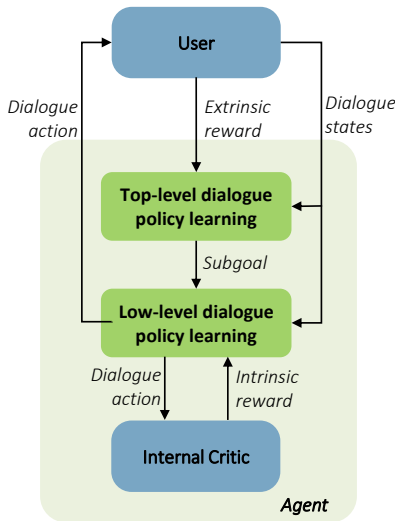 User
Dialogue
action
Extrinsic
reward
Dialogue
states
Top-level dialogue
policy learning
Subgoal
Low-level dialogue
policy learning
Dialogue
action
Intrinsic
reward
Internal Critic
Agent